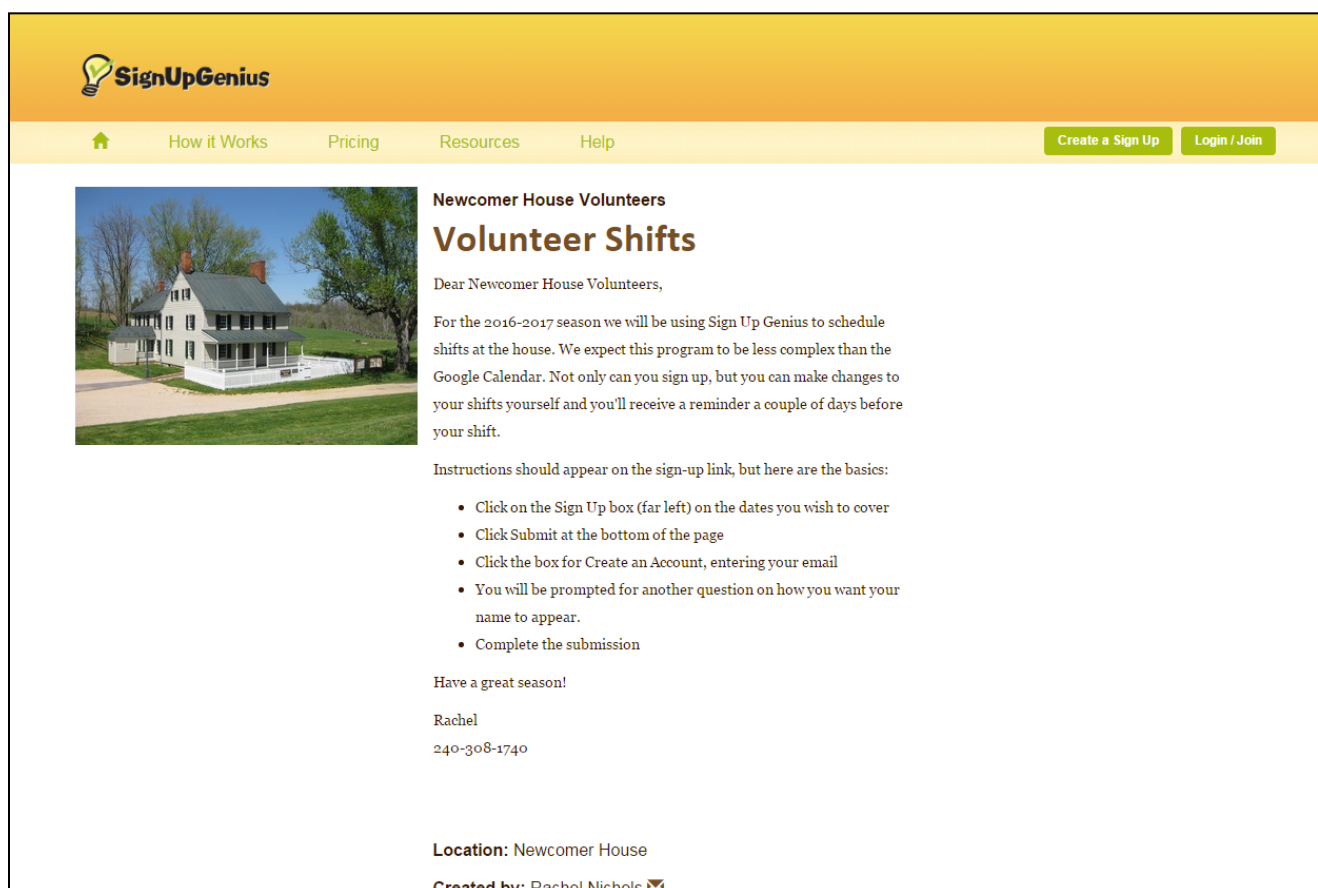 SignUpGenius
How it Works Pricing Resources Help Create a Sign Up Login / Join
Newcomer House Volunteers
Volunteer Shifts
Dear Newcomer House Volunteers,
For the 2016-2017 season we will be using Sign Up Genius to schedule
shifts at the house. We expect this program to be less complex than the
Google Calendar. Not only can you sign up, but you can make changes to
your shifts yourself and you'll receive a reminder a couple of days before
your shift.
Instructions should appear on the sign-up link, but here are the basics:
• Click on the Sign Up box (far left) on the dates you wish to cover
• Click Submit at the bottom of the page
• Click the box for Create an Account, entering your email
• You will be prompted for another question on how you want your
name to appear.
• Complete the submission
Have a great season!
Rachel
240-308-1740
Location: Newcomer House
Created by: Rachel Nichols